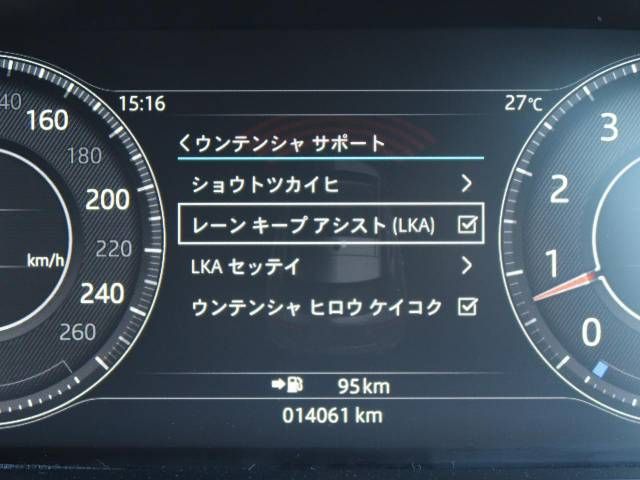 15:16
27℃
<ウンテンシャ サポート
ショウトツカイヒ >
レーン キープ アシスト (LKA)
LKA セッテイ >
ウンテンシャ ヒロウ ケイコク
95km
014061 km
140
160
180
200
220
240
260
km/h
3
2
1
0